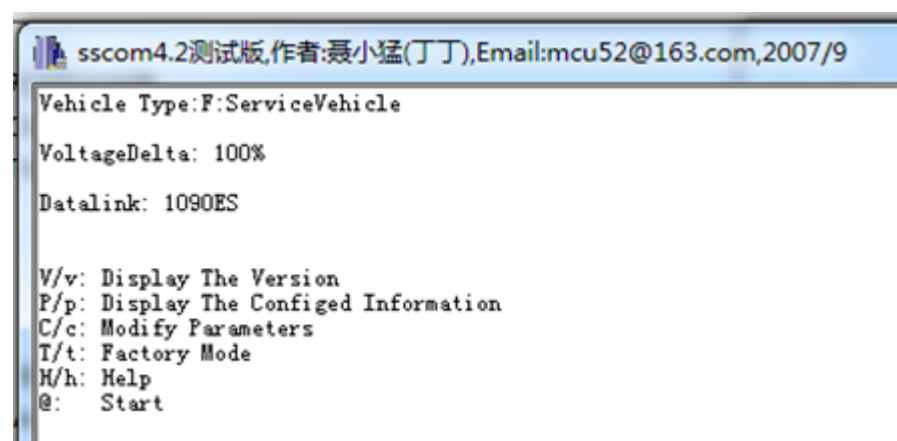 sscom4.2测试版,作者:聂小猛(丁丁),Email:mcu52@163.com,2007/9
Vehicle Type:F:ServiceVehicle
VoltageDelta: 100%
Datalink: 1090ES
V/v: Display The Version
P/p: Display The Configed Information
C/c: Modify Parameters
T/t: Factory Mode
H/h: Help
@: Start